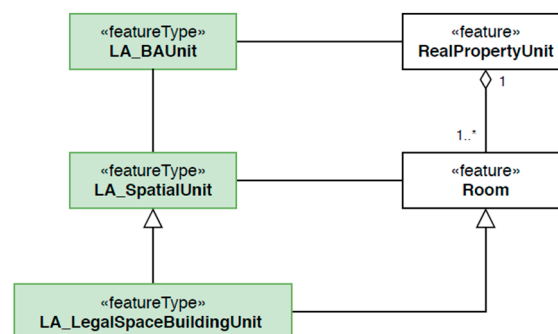 «featureType»
LA_BAUnit
«feature»
RealPropertyUnit
1
1..*
«featureType»
LA_SpatialUnit
«feature»
Room
«featureType»
LA_LegalSpaceBuildingUnit